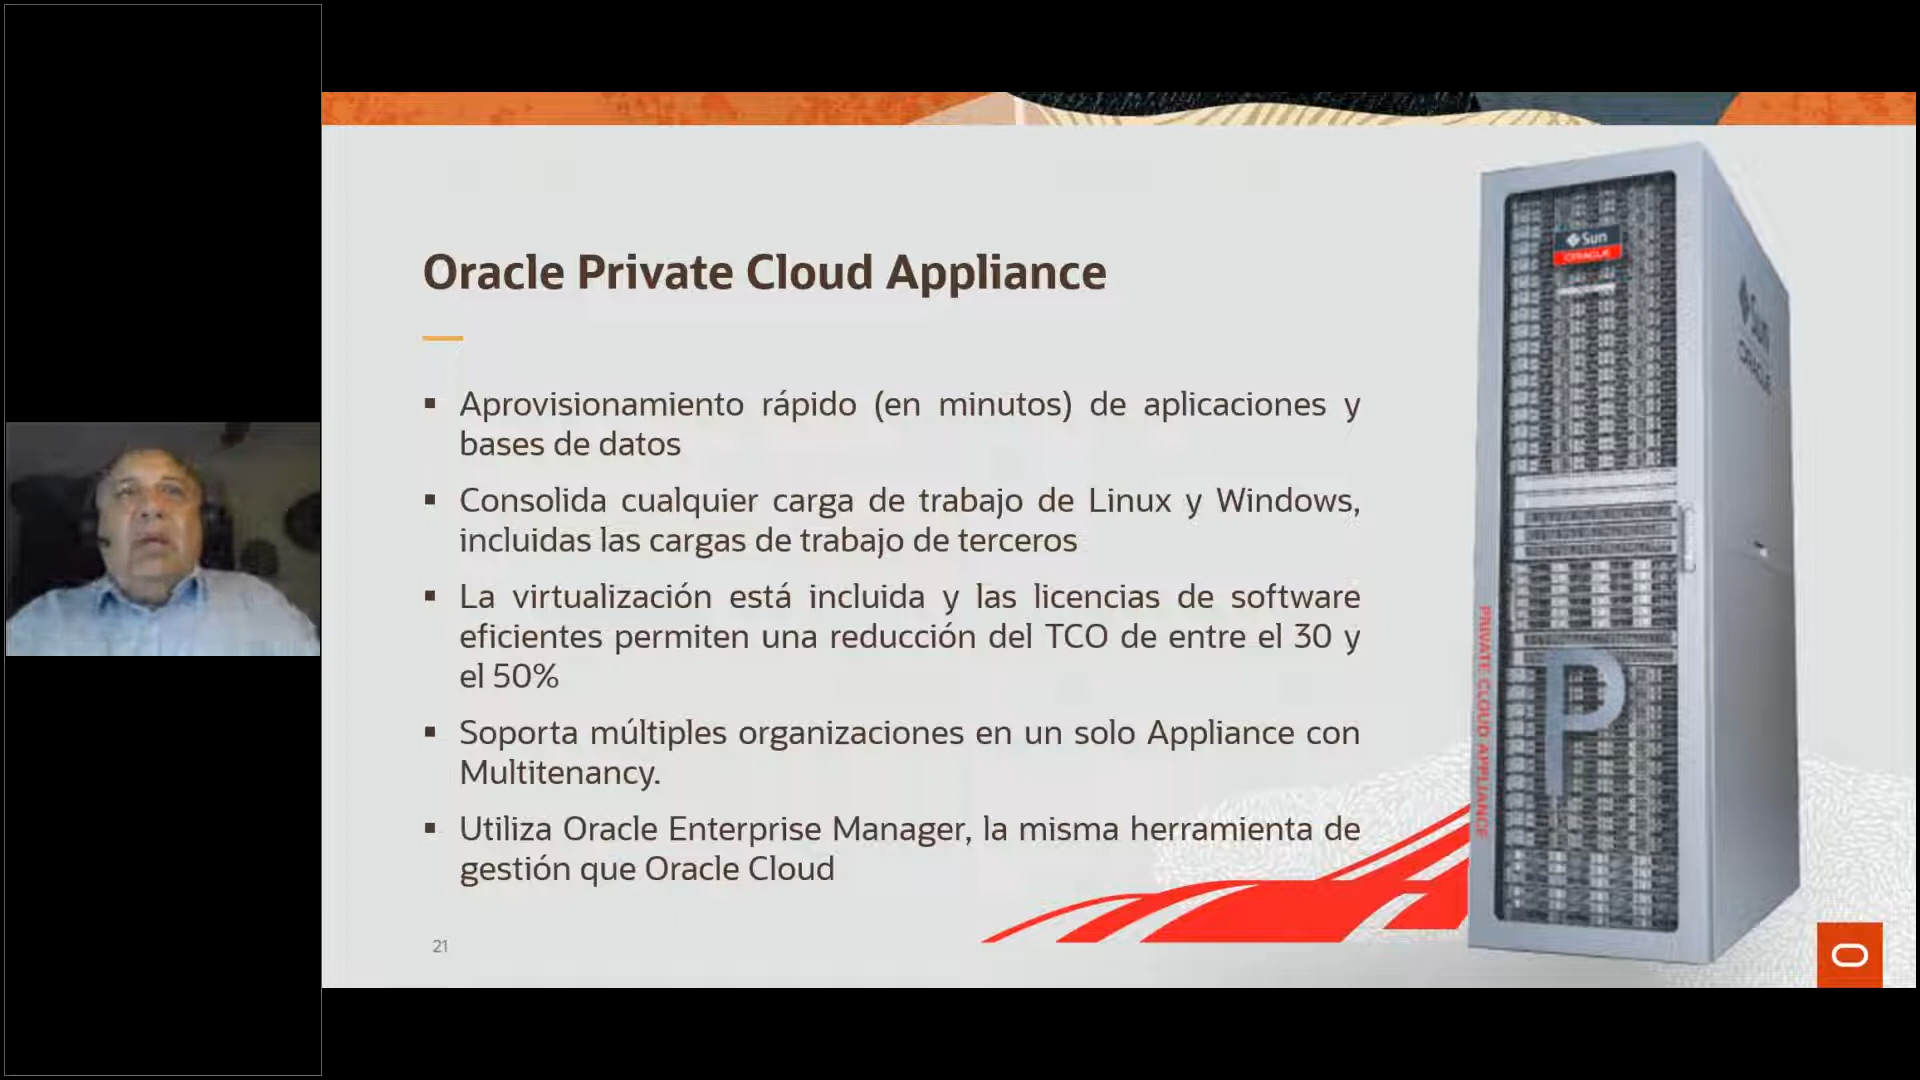 Oracle Private Cloud Appliance
▪ Aprovisionamiento rápido (en minutos) de aplicaciones y
bases de datos
▪ Consolida cualquier carga de trabajo de Linux y Windows,
incluidas las cargas de trabajo de terceros
▪ La virtualización está incluida y las licencias de software
eficientes permiten una reducción del TCO de entre el 30 y
el 50%
▪ Soporta múltiples organizaciones en un solo Appliance con
Multitenancy.
▪ Utiliza Oracle Enterprise Manager, la misma herramienta de
gestión que Oracle Cloud
21
Sun
ORACLE
Sun
ORACLE
PRIVATE CLOUD APPLIANCE
P